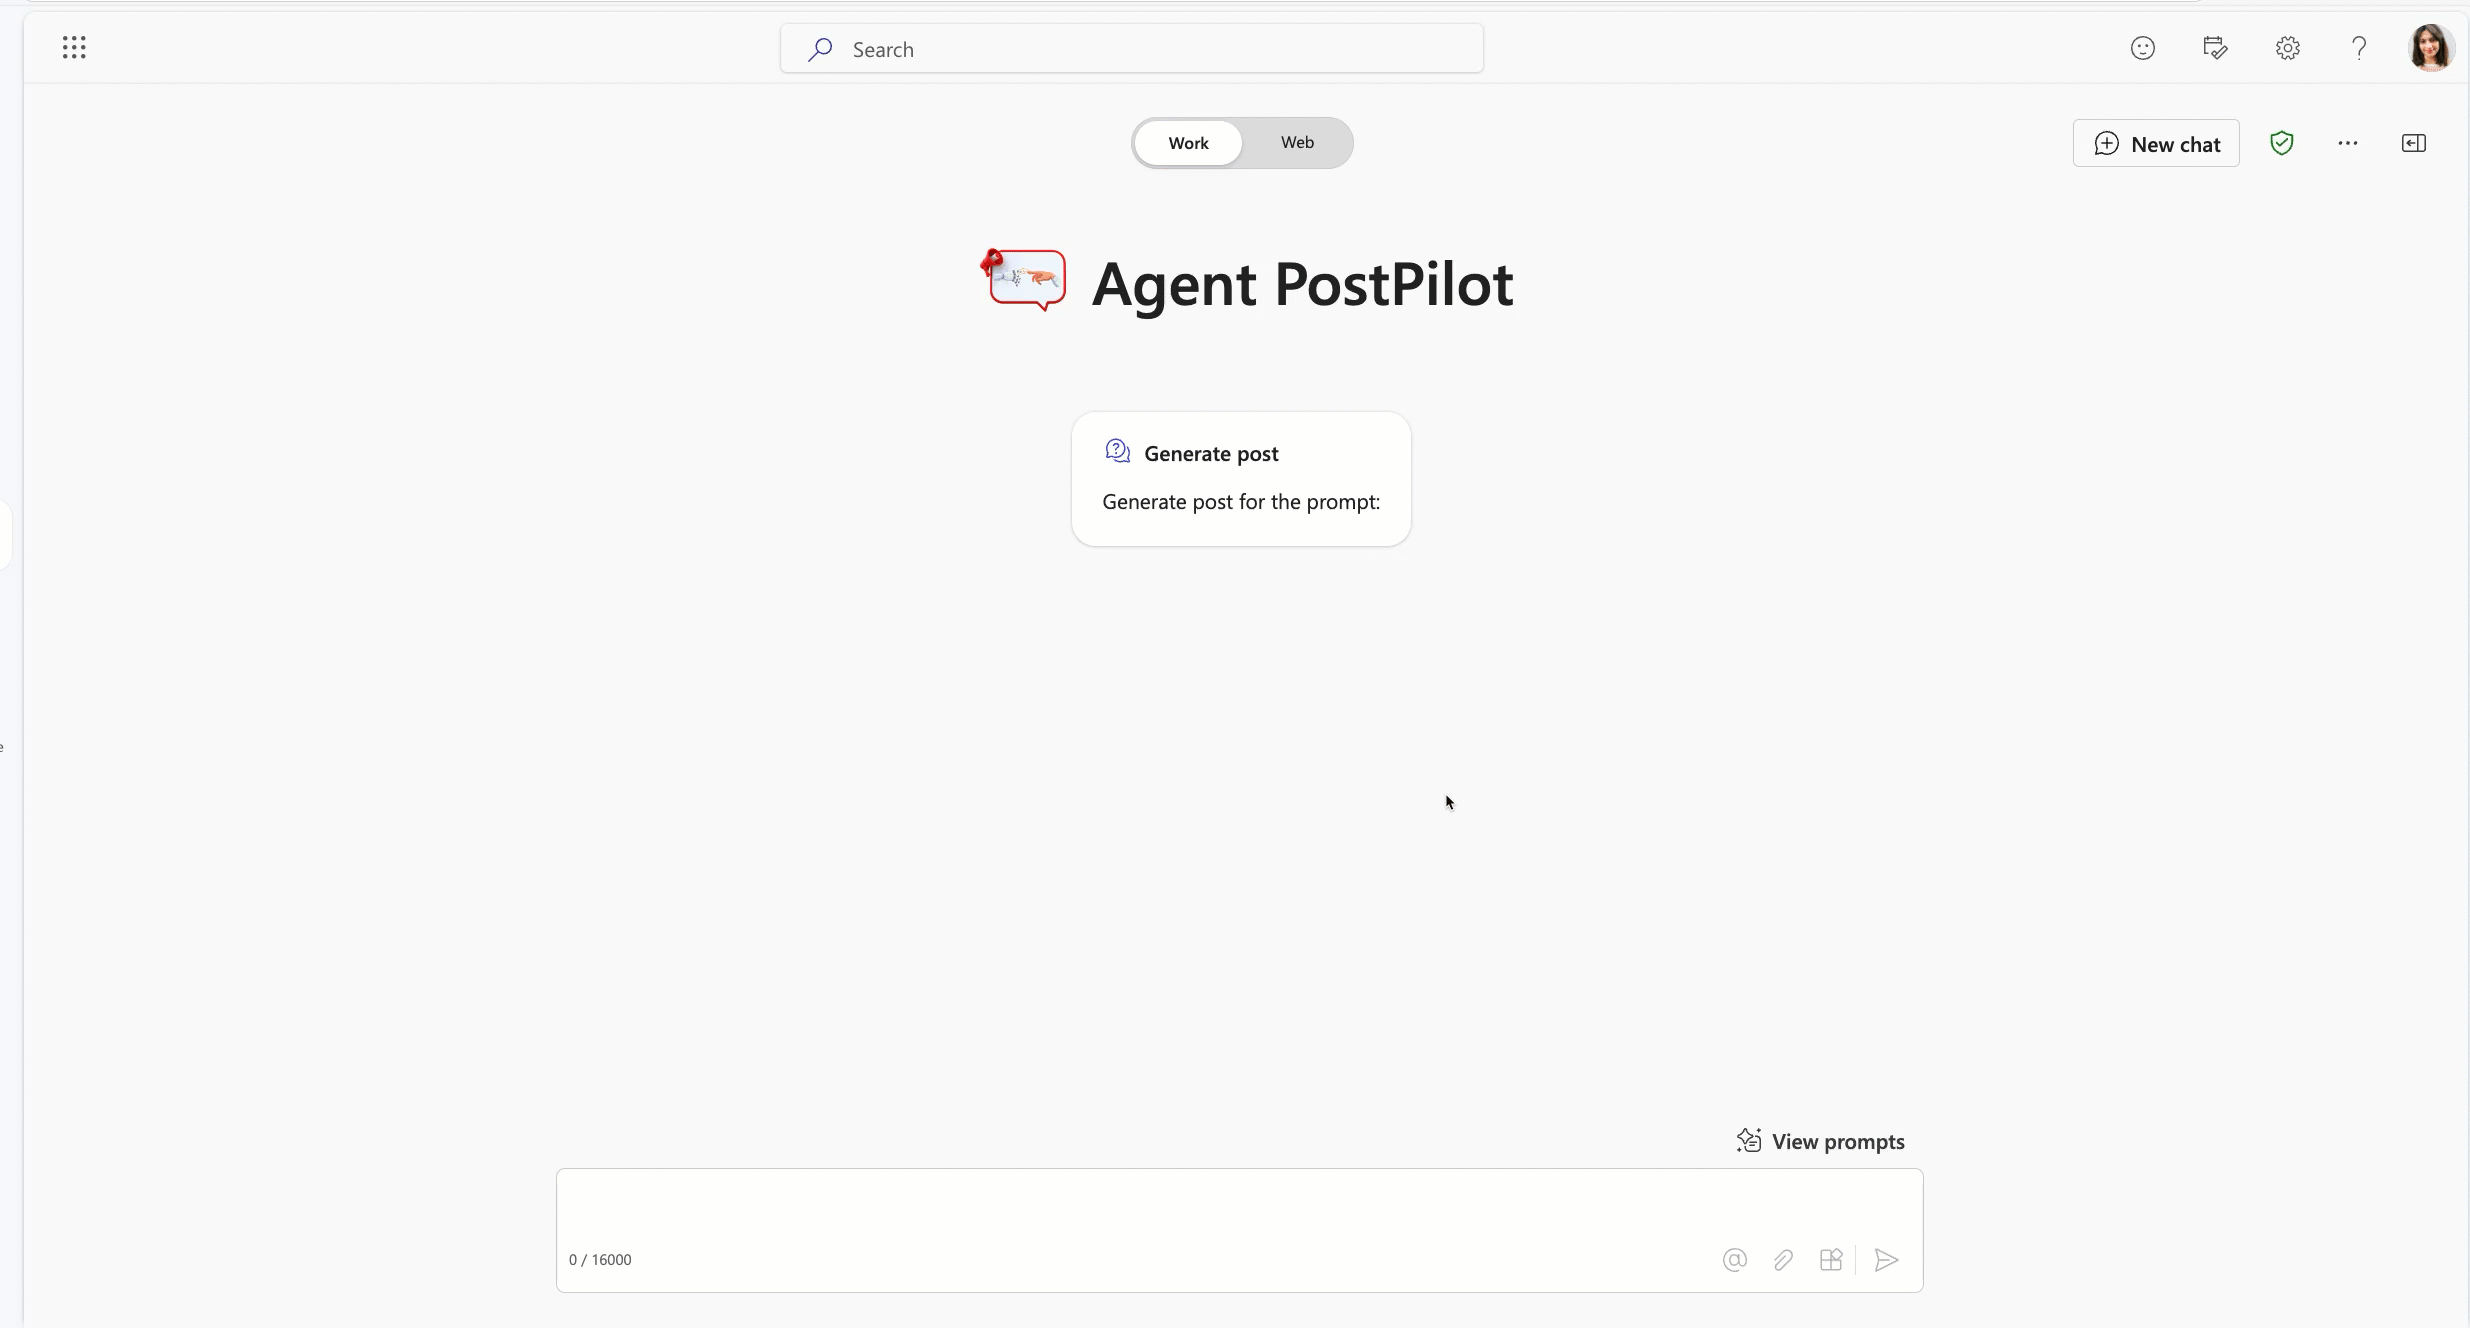 Search
Work
Web
New chat
Agent PostPilot
Generate post
Generate post for the prompt:
e
View prompts
0 / 16000